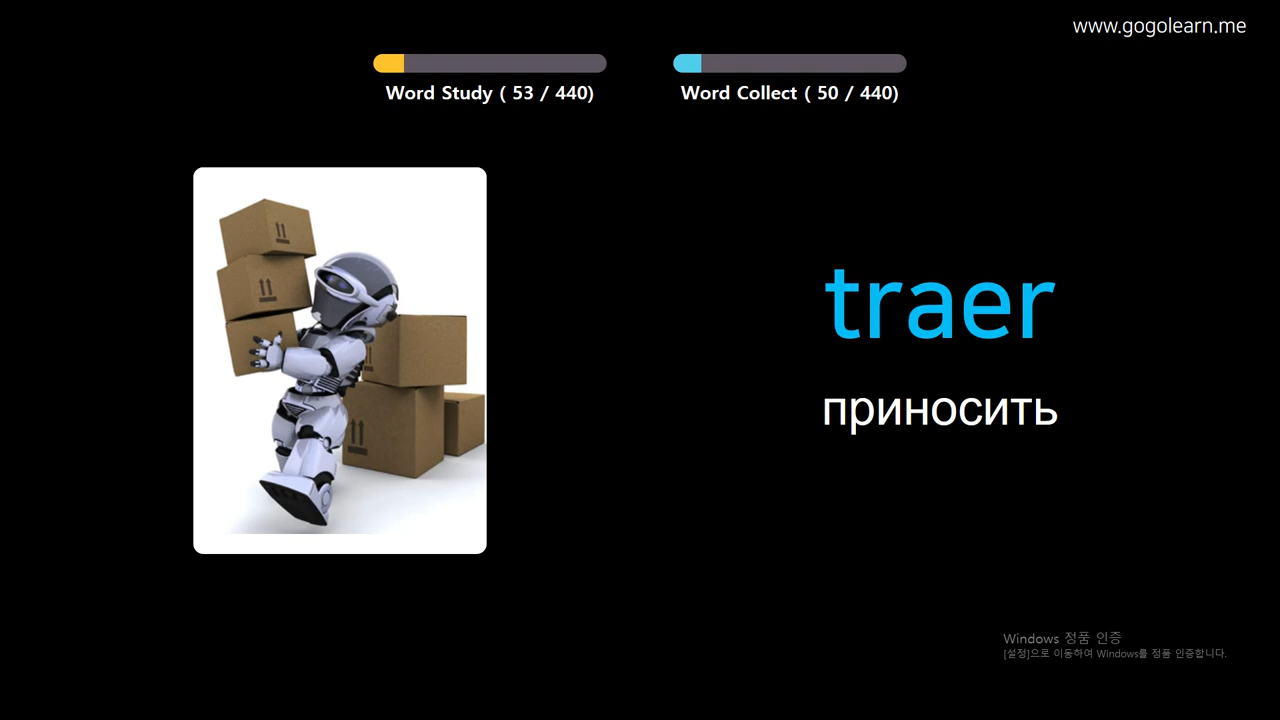 www.gogolearn.me
Word Study ( 53 / 440)
Word Collect ( 50 / 440)
traer
приносить
Windows 정품 인증
[설정]으로 이동하여 Windows를 정품 인증합니다.